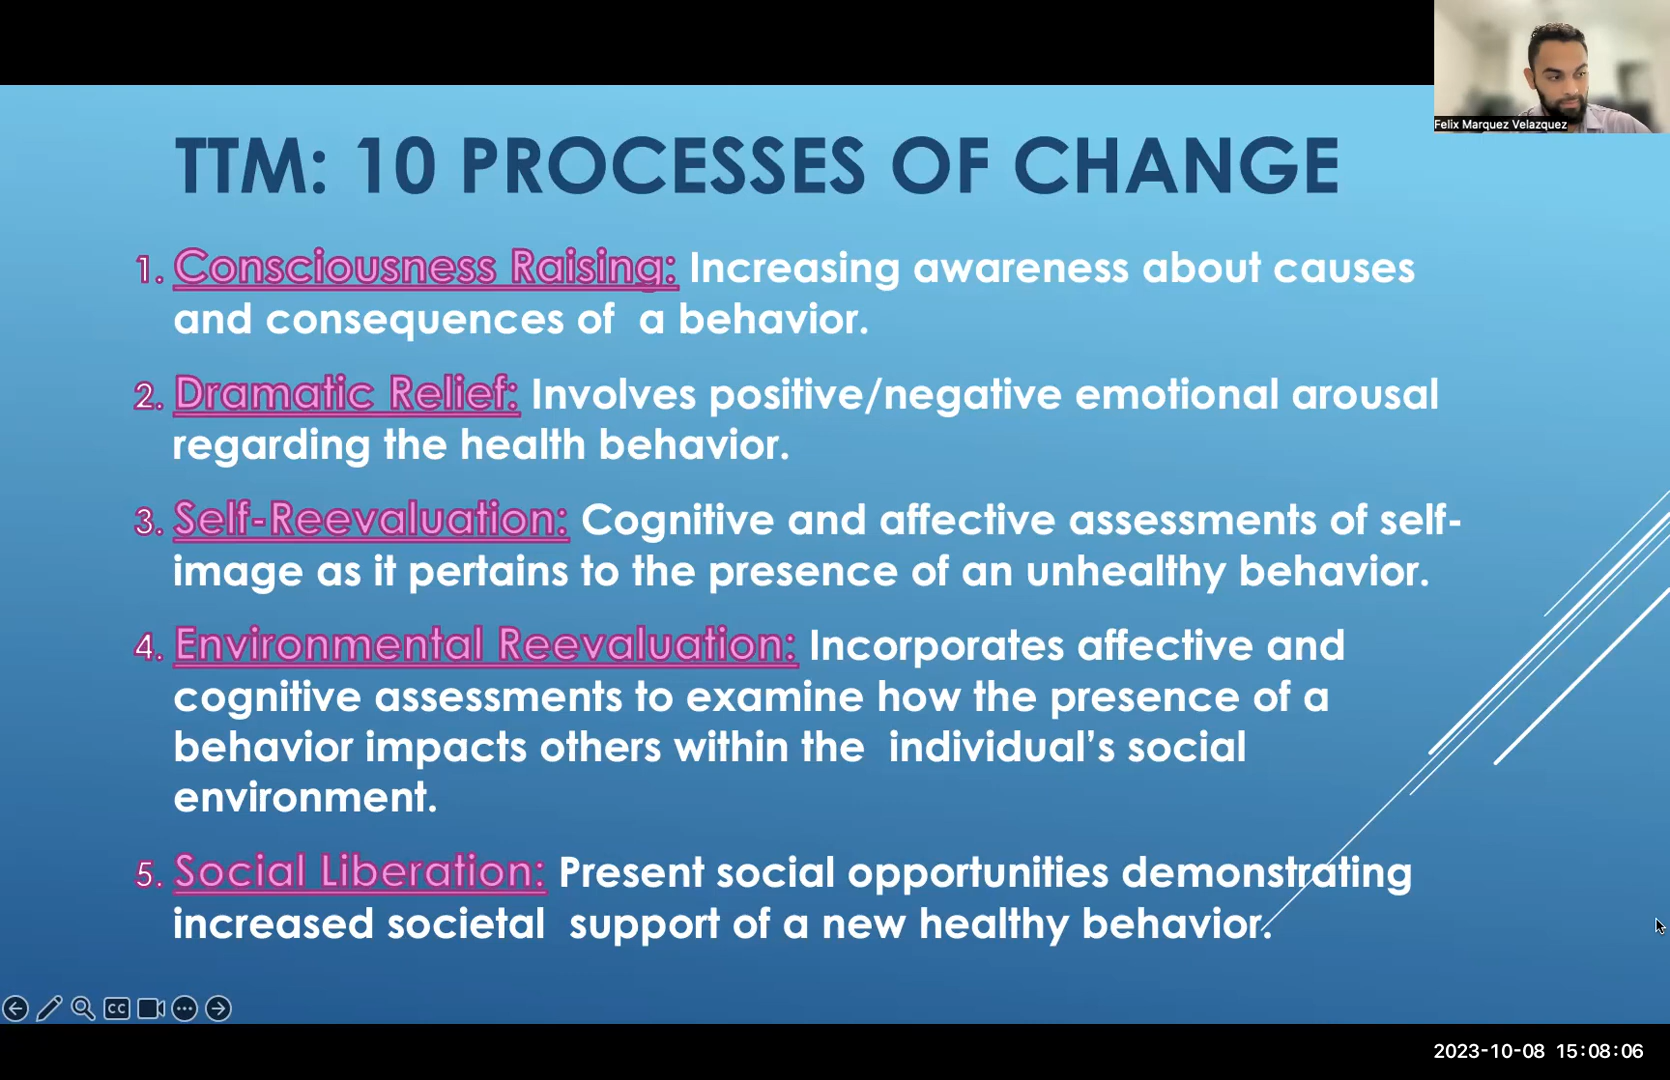 Felix Marquez Velazquez
TTM: 10 PROCESSES OF CHANGE
1. Consciousness Raising: Increasing awareness about causes
and consequences of a behavior.
2. Dramatic Relief: Involves positive/negative emotional arousal
regarding the health behavior.
3. Self-Reevaluation: Cognitive and affective assessments of self-
image as it pertains to the presence of an unhealthy behavior.
4. Environmental Reevaluation: Incorporates affective and
cognitive assessments to examine how the presence of a
behavior impacts others within the individual’s social
environment.
5. Social Liberation: Present social opportunities demonstrating
increased societal support of a new healthy behavior.
CC
2023-10-08 15:08:06